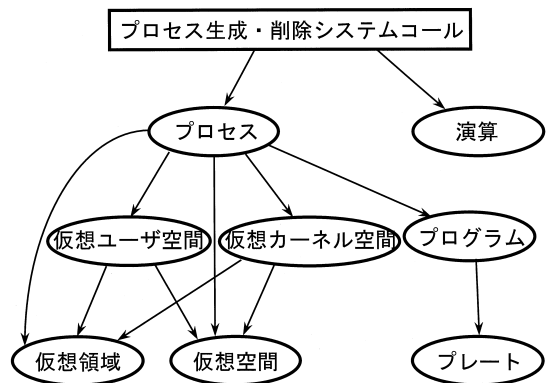 プロセス生成・削除システムコール
プロセス
演算
仮想ユーザ空間
仮想カーネル空間
プログラム
仮想領域
仮想空間
プレート